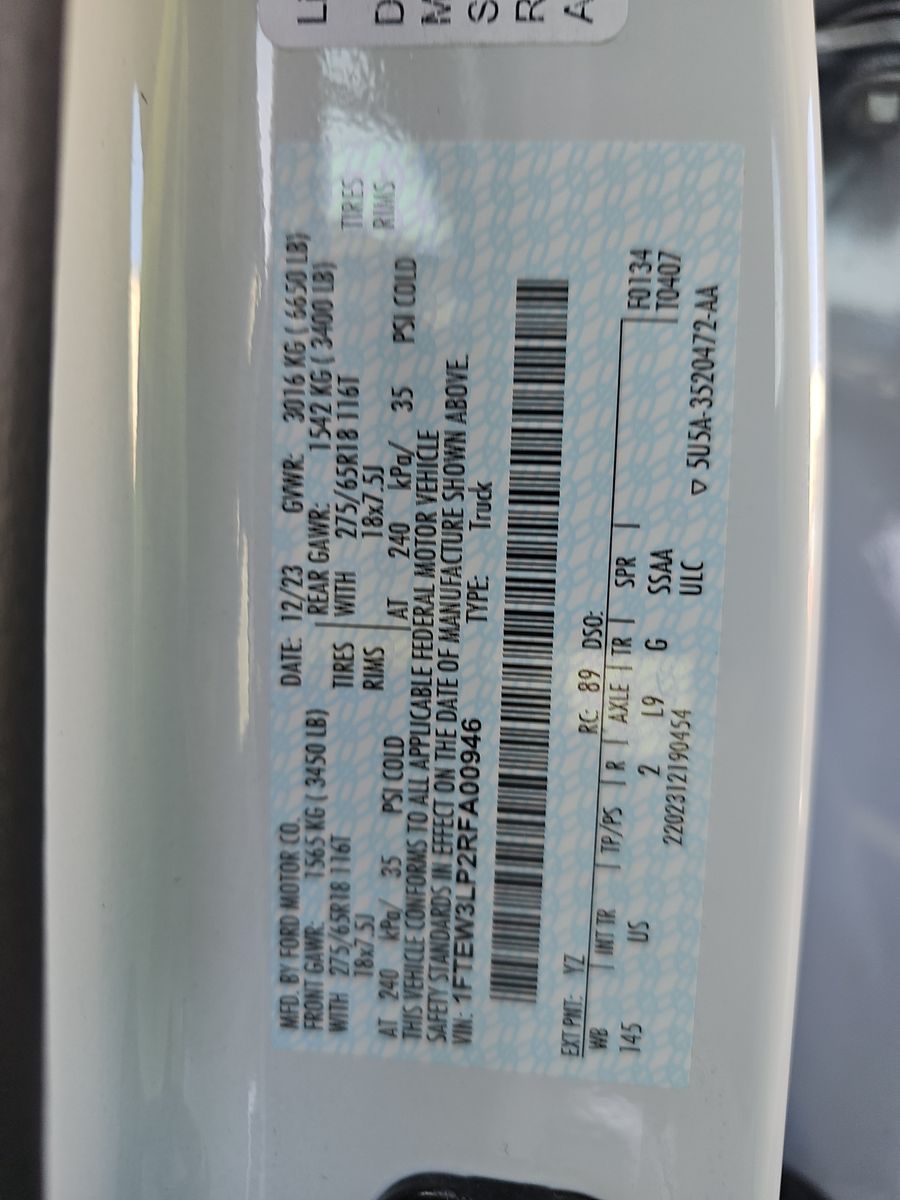 MFD. BY FORD MOTOR CO. DATE: 12/23 GVWR: 3016 KG ( 6650 LB)
FRONT GAWR: 1565 KG ( 3450 LB) REAR GAWR: 1542 KG ( 3400 LB)
WITH 275/65R18 116T TIRES WITH 275/65R18 116T TIRES
18x7.5J RIMS 18x7.5J RIMS
AT 240 kPa/ 35 PSI COLD AT 240 kPa/ 35 PSI COLD
THIS VEHICLE CONFORMS TO ALL APPLICABLE FEDERAL MOTOR VEHICLE
SAFETY STANDARDS IN EFFECT ON THE DATE OF MANUFACTURE SHOWN ABOVE.
VIN: 1FTEW3LP2RFA00946 TYPE: Truck
EXT PNT: YZ RC: 89 DSO:
WB | INT TR | TP/PS | R | AXLE | TR | SPR | F0134
145 US 2 L9 G SSAA T0407
2202312190454 ULC ▽ 5U5A-3520472-AA